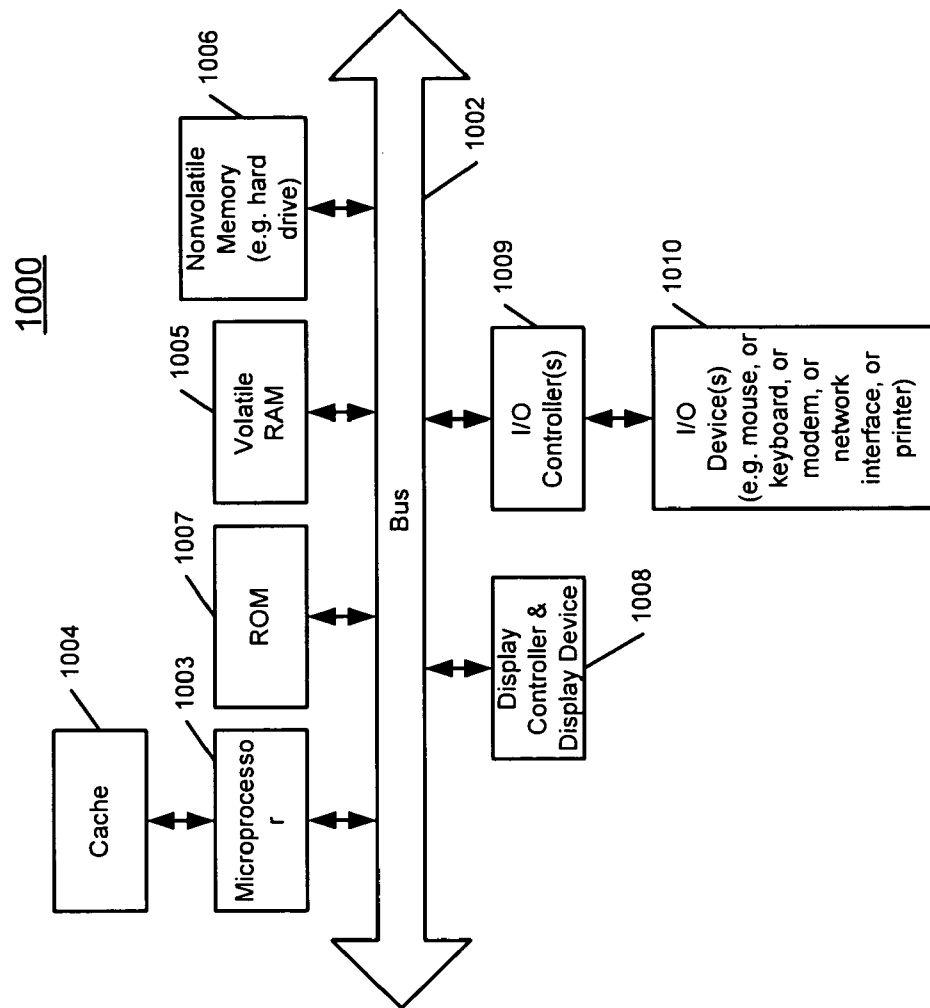 1000
1004
Cache
1003
Microprocesso
r
1007
ROM
1005
Volatile
RAM
1006
Nonvolatile
Memory
(e.g. hard
drive)
Bus
1002
Display
Controller &
Display Device
1008
I/O
Controller(s)
1009
I/O
Device(s)
(e.g. mouse, or
keyboard, or
modem, or
network
interface, or
printer)
1010